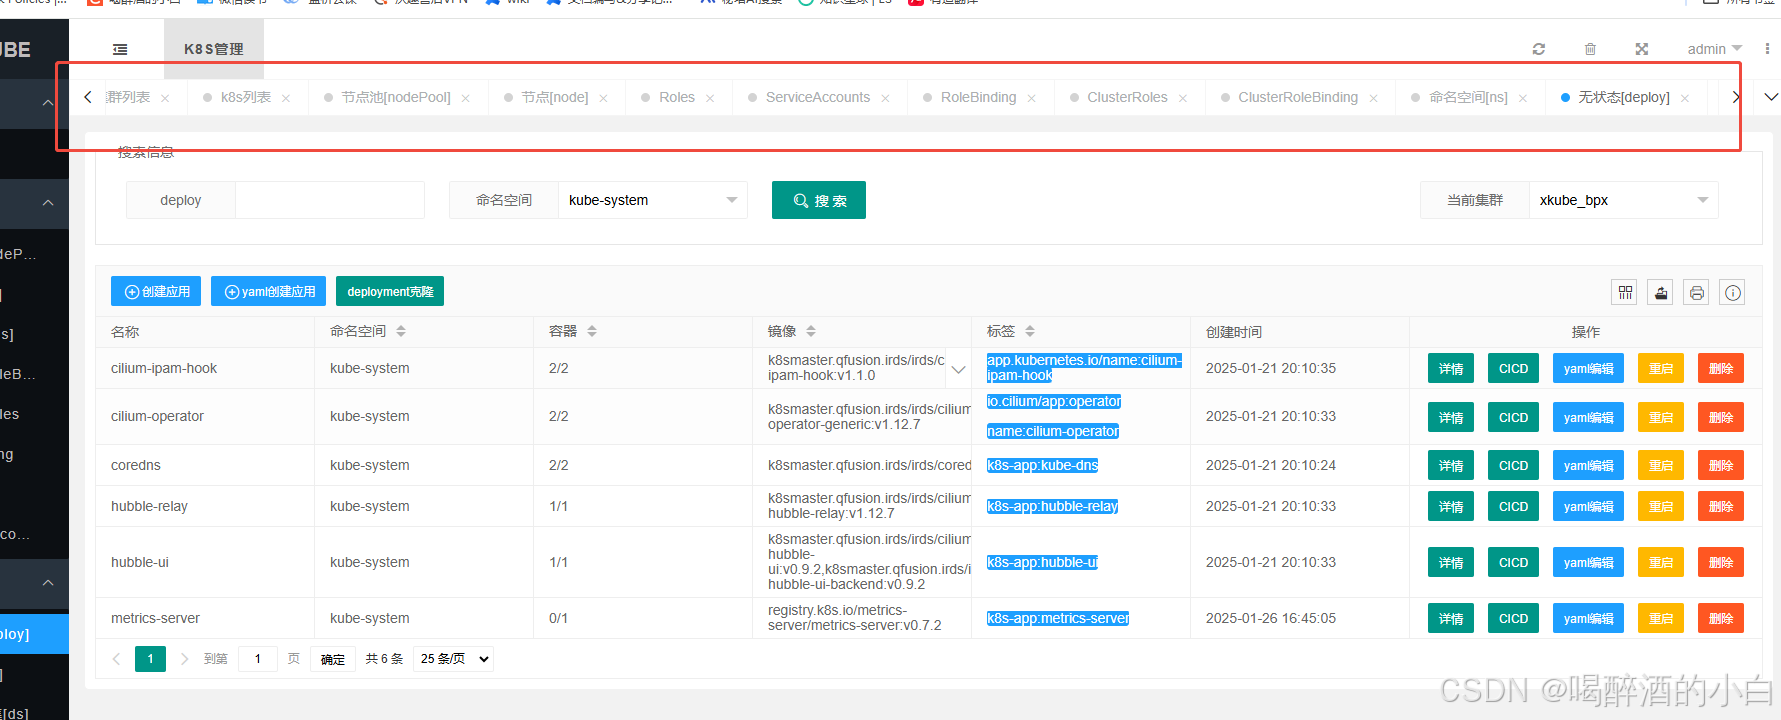 K8S管理
admin
群列表
k8s列表
节点池[nodePool]
节点[node]
Roles
ServiceAccounts
RoleBinding
ClusterRoles
ClusterRoleBinding
命名空间[ns]
无状态[deploy]
搜索信息
deploy
命名空间
kube-system
搜 索
当前集群
xkube_bpx
创建应用
yaml创建应用
deployment克隆
名称 命名空间 容器 镜像 标签 创建时间 操作
cilium-ipam-hook kube-system 2/2 k8smaster.qfusion.irds/irds/c app.kubernetes.io/name:cilium- 2025-01-21 20:10:35 详情 CICD yaml编辑 重启 删除
ipam-hook:v1.1.0 ipam-hook
cilium-operator kube-system 2/2 k8smaster.qfusion.irds/irds/cilium io.cilium/app:operator 2025-01-21 20:10:33 详情 CICD yaml编辑 重启 删除
operator-generic:v1.12.7 name:cilium-operator
coredns kube-system 2/2 k8smaster.qfusion.irds/irds/cored k8s-app:kube-dns 2025-01-21 20:10:24 详情 CICD yaml编辑 重启 删除
hubble-relay kube-system 1/1 k8smaster.qfusion.irds/irds/cilium k8s-app:hubble-relay 2025-01-21 20:10:33 详情 CICD yaml编辑 重启 删除
hubble-relay:v1.12.7
hubble-ui kube-system 1/1 k8smaster.qfusion.irds/irds/cilium k8s-app:hubble-ui 2025-01-21 20:10:33 详情 CICD yaml编辑 重启 删除
hubble-
ui:v0.9.2,k8smaster.qfusion.irds/i
hubble-ui-backend:v0.9.2
metrics-server kube-system 0/1 registry.k8s.io/metrics- k8s-app:metrics-server 2025-01-26 16:45:05 详情 CICD yaml编辑 重启 删除
server/metrics-server:v0.7.2
1 到第 1 页 确定 共 6 条 25 条/页
CSDN @喝醉酒的小白